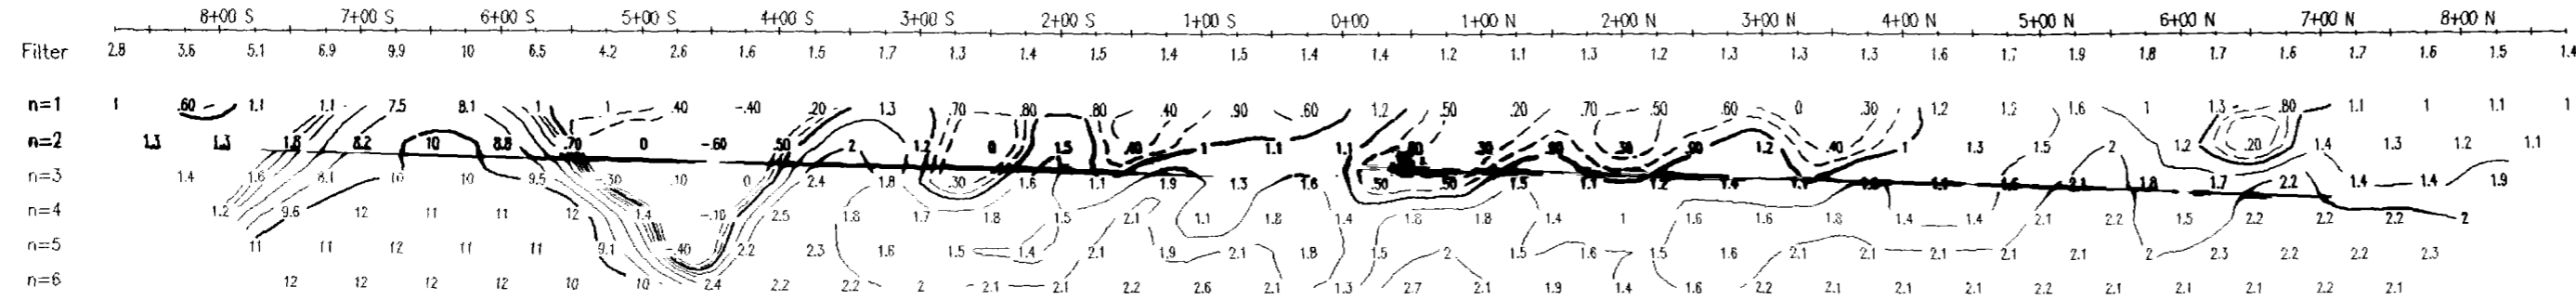 8+00 S 7+00 S 6+00 S 5+00 S 4+00 S 3+00 S 2+00 S 1+00 S 0+00 1+00 N 2+00 N 3+00 N 4+00 N 5+00 N 6+00 N 7+00 N 8+00 N
Filter 2.8 3.6 5.1 6.9 9.9 10 6.5 4.2 2.6 1.6 1.5 1.7 1.3 1.4 1.5 1.4 1.5 1.4 1.4 1.2 1.1 1.3 1.2 1.3 1.3 1.3 1.6 1.7 1.9 1.8 1.7 1.6 1.7 1.6 1.5 1.4
n=1 1 .60 1.1 1.1 7.5 8.1 1 1 .40 -.40 .20 1.3 .70 .80 .80 .40 .90 .60 1.2 .50 .20 .70 .50 .60 0 .30 1.2 1.6 1 1.3 .80 1.1 1 1.1 1
n=2 1.3 1.3 1.8 8.2 10 8.8 .70 0 -.60 .50 2 1.2 0 1.5 .40 1 1.1 1.1 .30 .30 .90 1.2 .40 1 1.3 1.5 2 1.2 .20 1.4 1.3 1.2 1.1
n=3 1.4 1.6 8.1 10 10 9.5 -.30 .10 0 2.4 1.8 .30 1.6 1.1 1.9 1.3 1.6 .50 .50 1.5 1.1 1.2 1.4 1.1 1.1 1.6 2.1 1.8 1.7 2.2 1.4 1.4 1.9
n=4 1.2 9.6 12 11 11 12 1.4 -.10 2.5 1.8 1.7 1.8 1.5 2.1 1.1 1.8 1.4 1.8 1.8 1.4 1 1.6 1.6 1.8 1.4 1.4 2.1 2.2 1.5 2.2 2.2 2.2 2
n=5 11 11 12 11 11 9.1 -.40 2.2 2.3 1.6 1.5 1.4 2.1 1.9 2.1 1.8 1.5 2 1.5 1.6 1.5 1.6 2.1 2.1 2.1 2.1 2.1 2 2.3 2.2 2.2 2.3
n=6 12 12 12 12 10 10 2.4 2.2 2.2 2 2.1 2.1 2.2 2.6 2.1 1.3 2.7 2.1 1.9 1.4 1.6 2.2 2.1 2.1 2.1 2.2 2.1 2.1 2.1 2.2 2.1